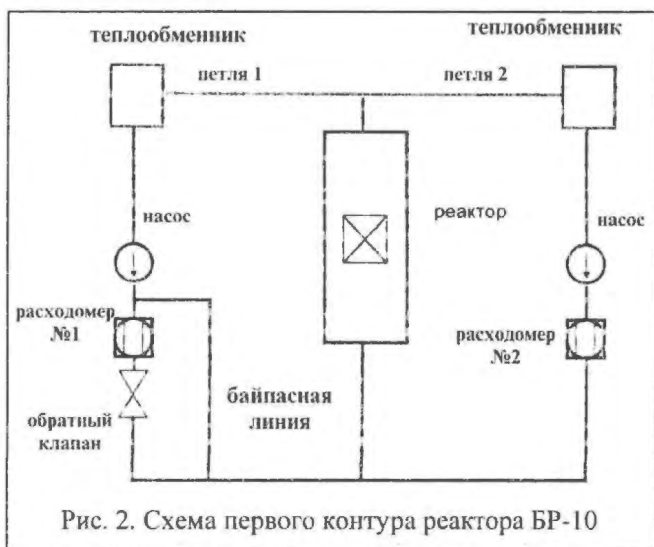 теплообменник
теплообменник
петля 1
петля 2
насос
реактор
насос
расходомер
№1
расходомер
№2
обратный
клапан
байпасная
линия
Рис. 2. Схема первого контура реактора БР-10